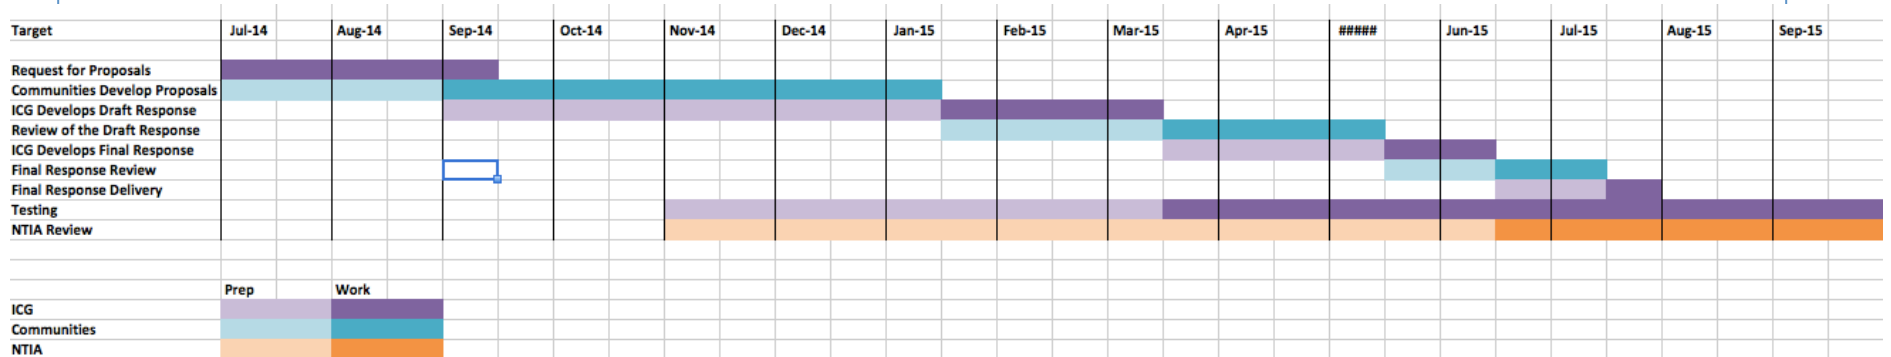 Target Jul-14 Aug-14 Sep-14 Oct-14 Nov-14 Dec-14 Jan-15 Feb-15 Mar-15 Apr-15 ##### Jun-15 Jul-15 Aug-15 Sep-15
Request for Proposals
Communities Develop Proposals
ICG Develops Draft Response
Review of the Draft Response
ICG Develops Final Response
Final Response Review
Final Response Delivery
Testing
NTIA Review
Prep Work
ICG
Communities
NTIA